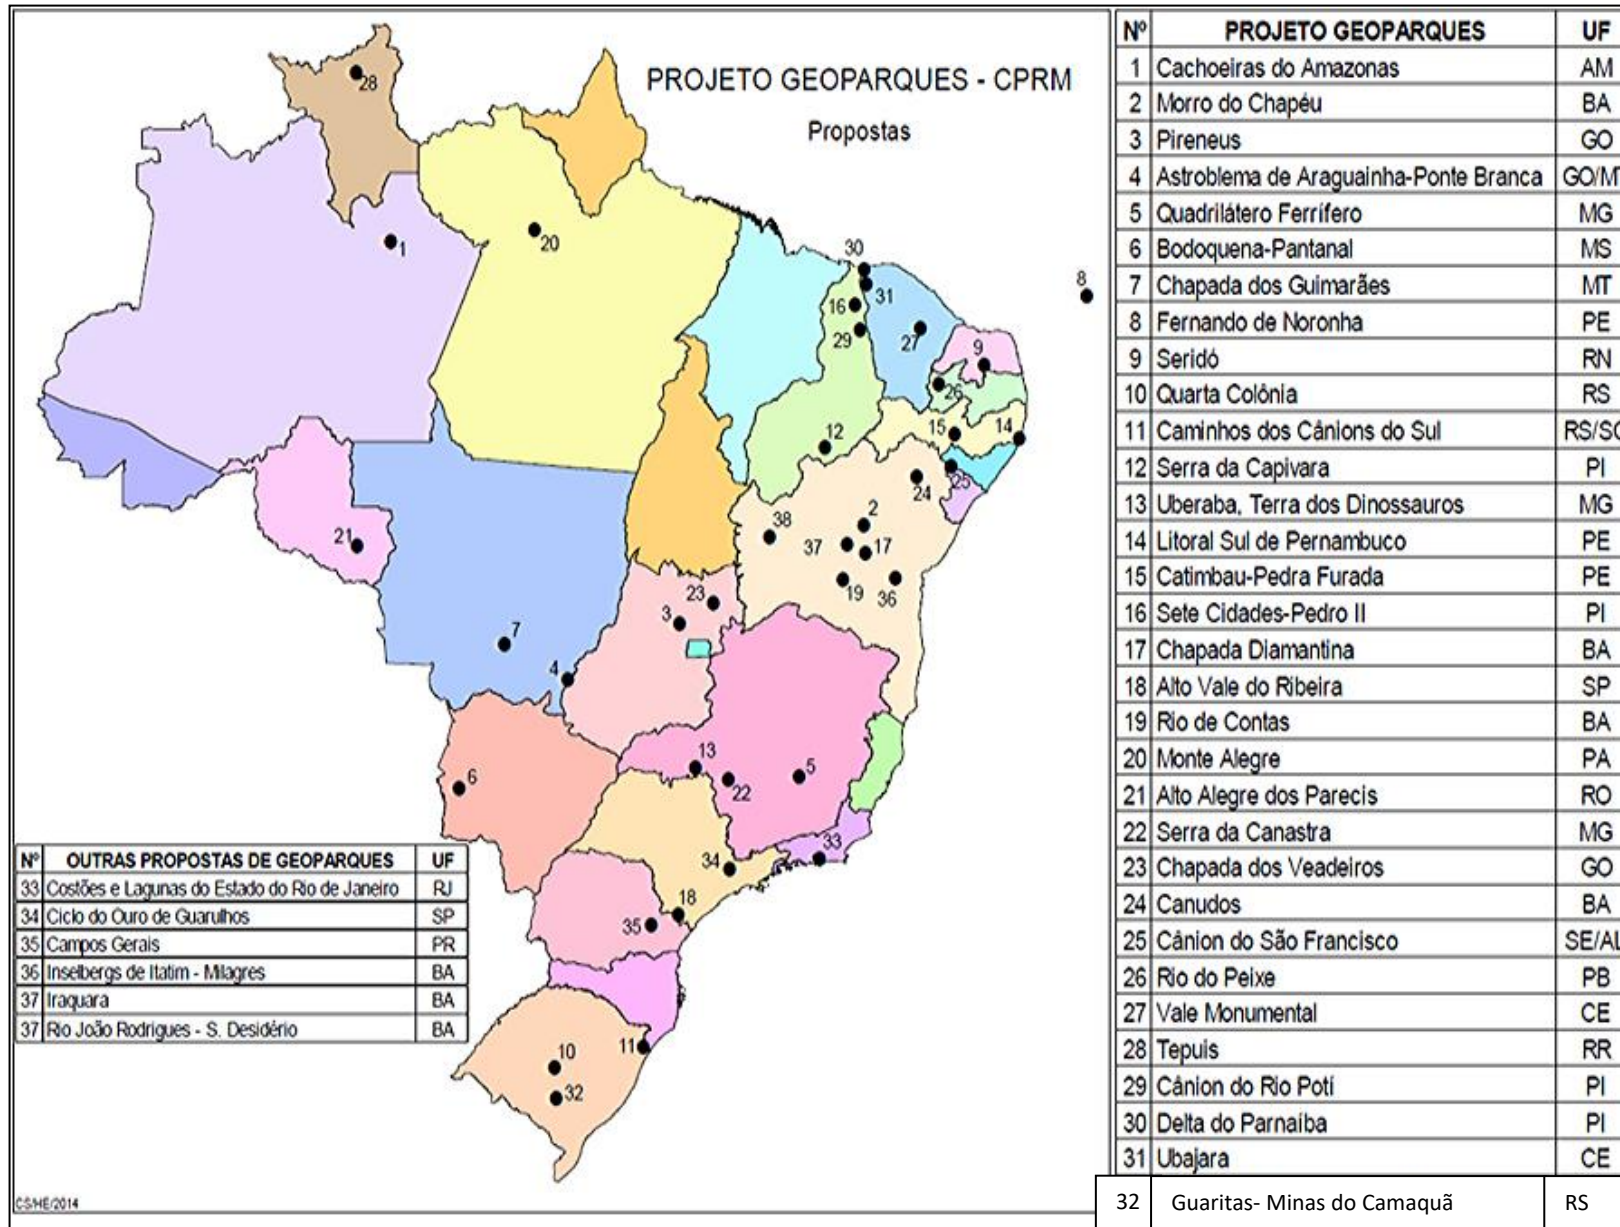 PROJETO GEOPARQUES - CPRM
Propostas
28
1
20
30
31
16
29
27
8
9
26
15
14
12
25
24
2
38
37
17
19
36
21
23
3
7
4
6
13
22
5
33
34
18
35
11
10
32
Nº PROJETO GEOPARQUES UF
1 Cachoeiras do Amazonas AM
2 Morro do Chapéu BA
3 Pireneus GO
4 Astroblema de Araguainha-Ponte Branca GO/MT
5 Quadrilátero Ferrífero MG
6 Bodoquena-Pantanal MS
7 Chapada dos Guimarães MT
8 Fernando de Noronha PE
9 Seridó RN
10 Quarta Colônia RS
11 Caminhos dos Cânions do Sul RS/SC
12 Serra da Capivara PI
13 Uberaba, Terra dos Dinossauros MG
14 Litoral Sul de Pernambuco PE
15 Catimbau-Pedra Furada PE
16 Sete Cidades-Pedro II PI
17 Chapada Diamantina BA
18 Alto Vale do Ribeira SP
19 Rio de Contas BA
20 Monte Alegre PA
21 Alto Alegre dos Parecis RO
22 Serra da Canastra MG
23 Chapada dos Veadeiros GO
24 Canudos BA
25 Cânion do São Francisco SE/AL
26 Rio do Peixe PB
27 Vale Monumental CE
28 Tepuis RR
29 Cânion do Rio Potí PI
30 Delta do Parnaíba PI
31 Ubajara CE
32 Guaritas- Minas do Camaquã RS
Nº OUTRAS PROPOSTAS DE GEOPARQUES UF
33 Costões e Lagunas do Estado do Rio de Janeiro RJ
34 Ciclo do Ouro de Guarulhos SP
35 Campos Gerais PR
36 Inselbergs de Itatim - Milagres BA
37 Iraquara BA
37 Rio João Rodrigues - S. Desidério BA
CS/HE/2014